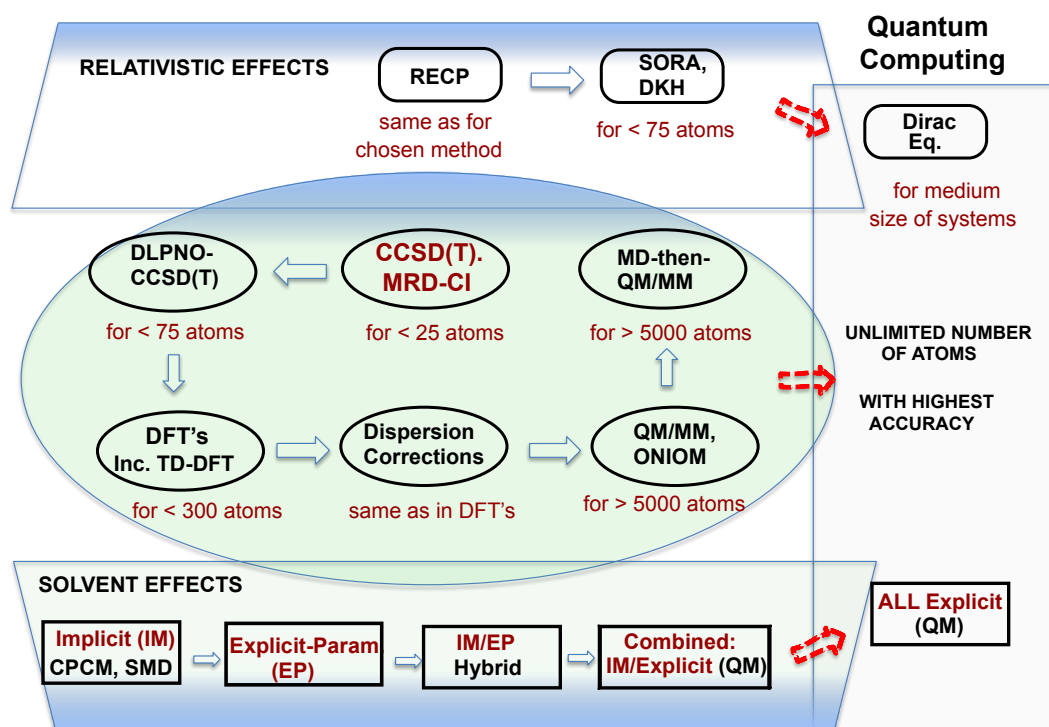 Quantum
Computing
RELATIVISTIC EFFECTS
RECP
SORA,
DKH
same as for
chosen method
for < 75 atoms
Dirac
Eq.
for medium
size of systems
DLPNO-
CCSD(T)
CCSD(T).
MRD-CI
MD-then-
QM/MM
for < 75 atoms
for < 25 atoms
for > 5000 atoms
UNLIMITED NUMBER
OF ATOMS
WITH HIGHEST
ACCURACY
DFT's
Inc. TD-DFT
Dispersion
Corrections
QM/MM,
ONIOM
for < 300 atoms
same as in DFT's
for > 5000 atoms
SOLVENT EFFECTS
Implicit (IM)
CPCM, SMD
Explicit-Param.
(EP)
IM/EP
Hybrid
Combined:
IM/Explicit (QM)
ALL Explicit
(QM)